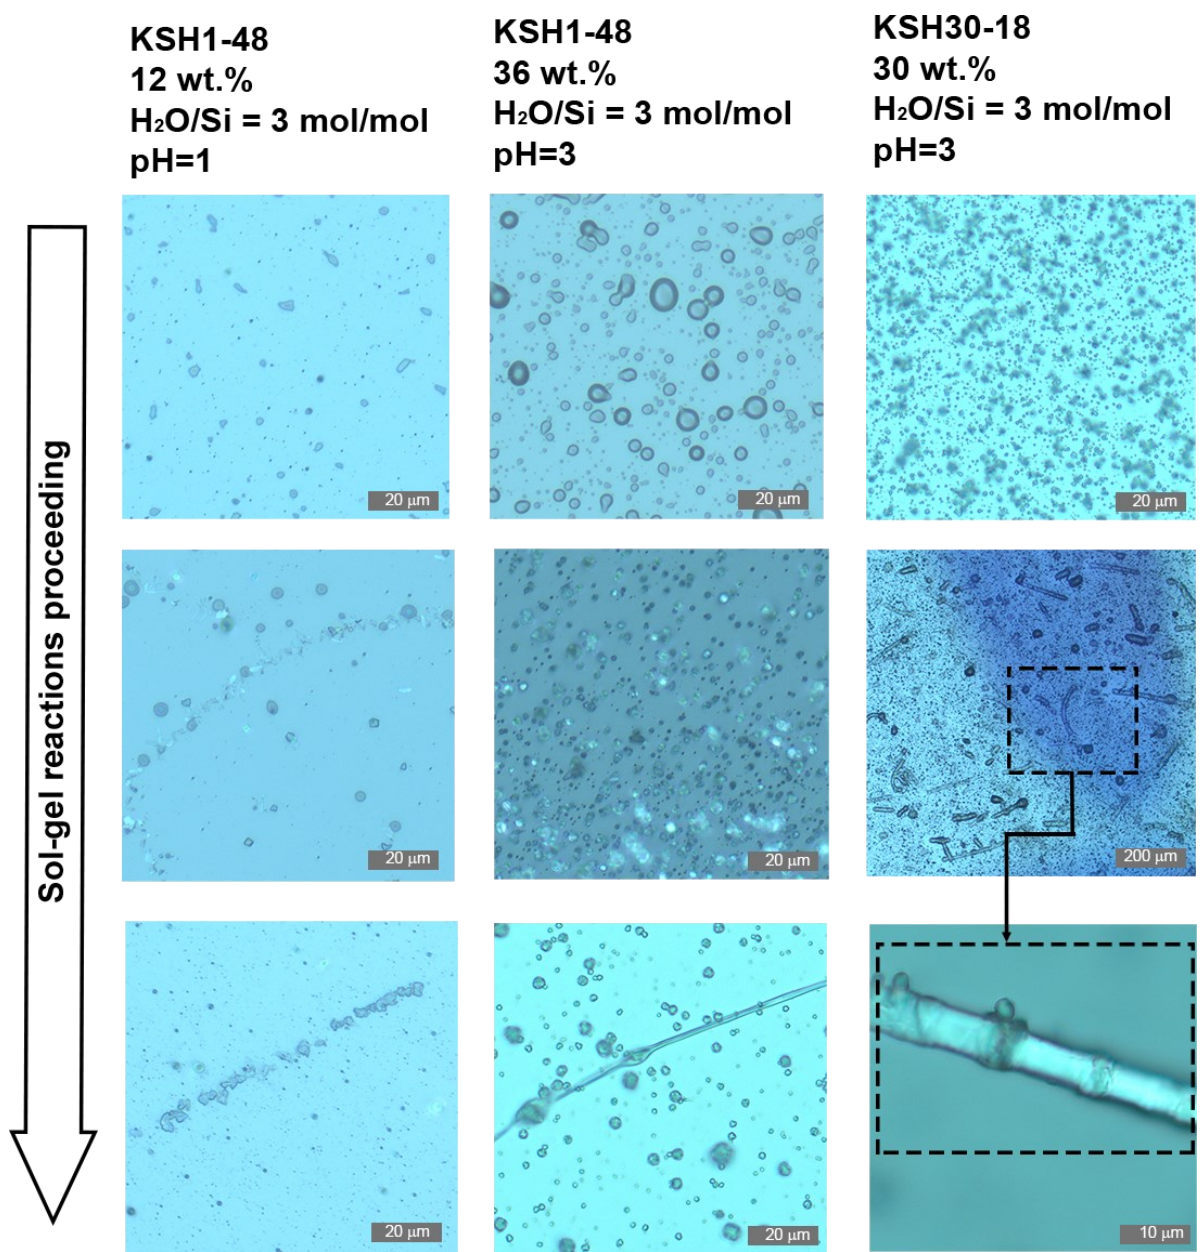 KSH1-48
12 wt.%
H₂O/Si = 3 mol/mol
pH=1
KSH1-48
36 wt.%
H₂O/Si = 3 mol/mol
pH=3
KSH30-18
30 wt.%
H₂O/Si = 3 mol/mol
pH=3
Sol-gel reactions proceeding
20 μm
20 μm
20 μm
20 μm
20 μm
200 μm
20 μm
20 μm
10 μm